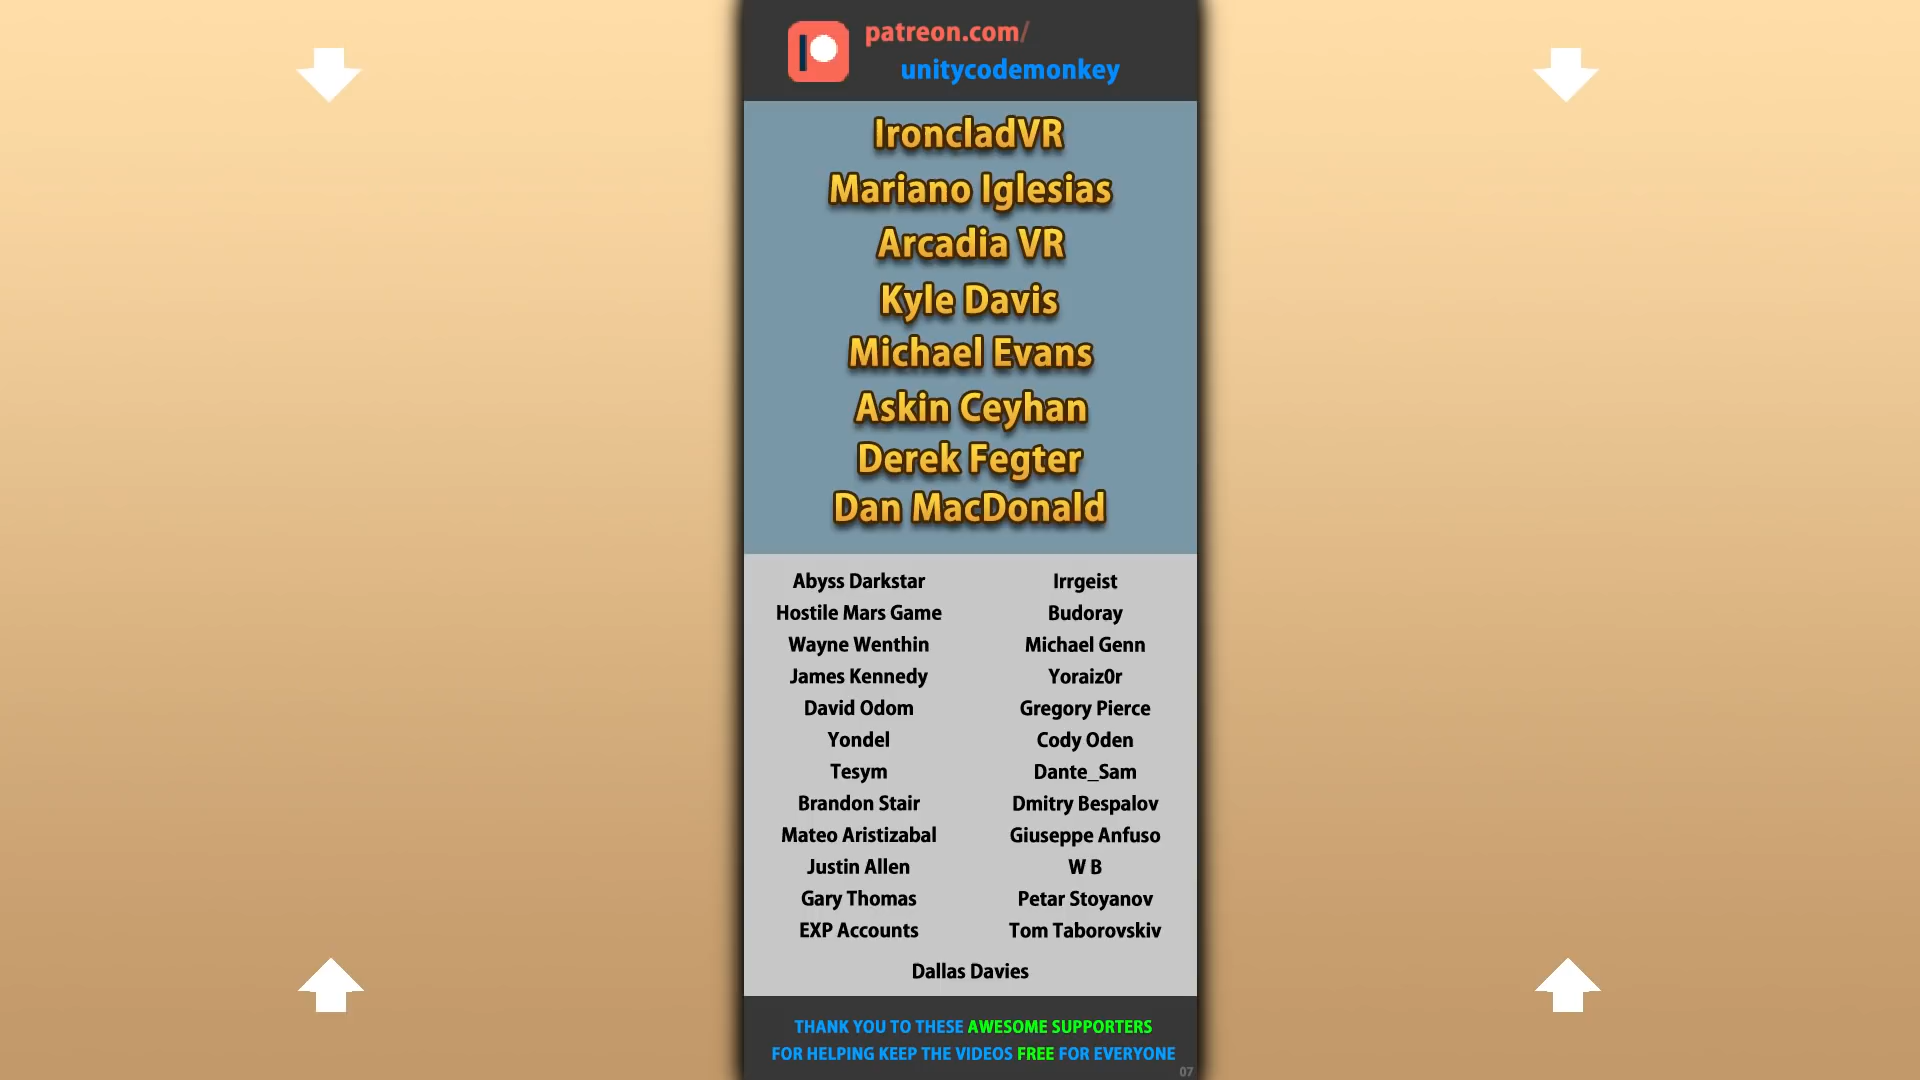 patreon.com/
unitycodemonkey
IroncladVR
Mariano Iglesias
Arcadia VR
Kyle Davis
Michael Evans
Askin Ceyhan
Derek Fegter
Dan MacDonald
Abyss Darkstar
Hostile Mars Game
Wayne Wenthin
James Kennedy
David Odom
Yondel
Tesym
Brandon Stair
Mateo Aristizabal
Justin Allen
Gary Thomas
EXP Accounts
Irrgeist
Budoray
Michael Genn
Yoraiz0r
Gregory Pierce
Cody Oden
Dante_Sam
Dmitry Bespalov
Giuseppe Anfuso
W B
Petar Stoyanov
Tom Taborovskiv
Dallas Davies
THANK YOU TO THESE AWESOME SUPPORTERS
FOR HELPING KEEP THE VIDEOS FREE FOR EVERYONE
07